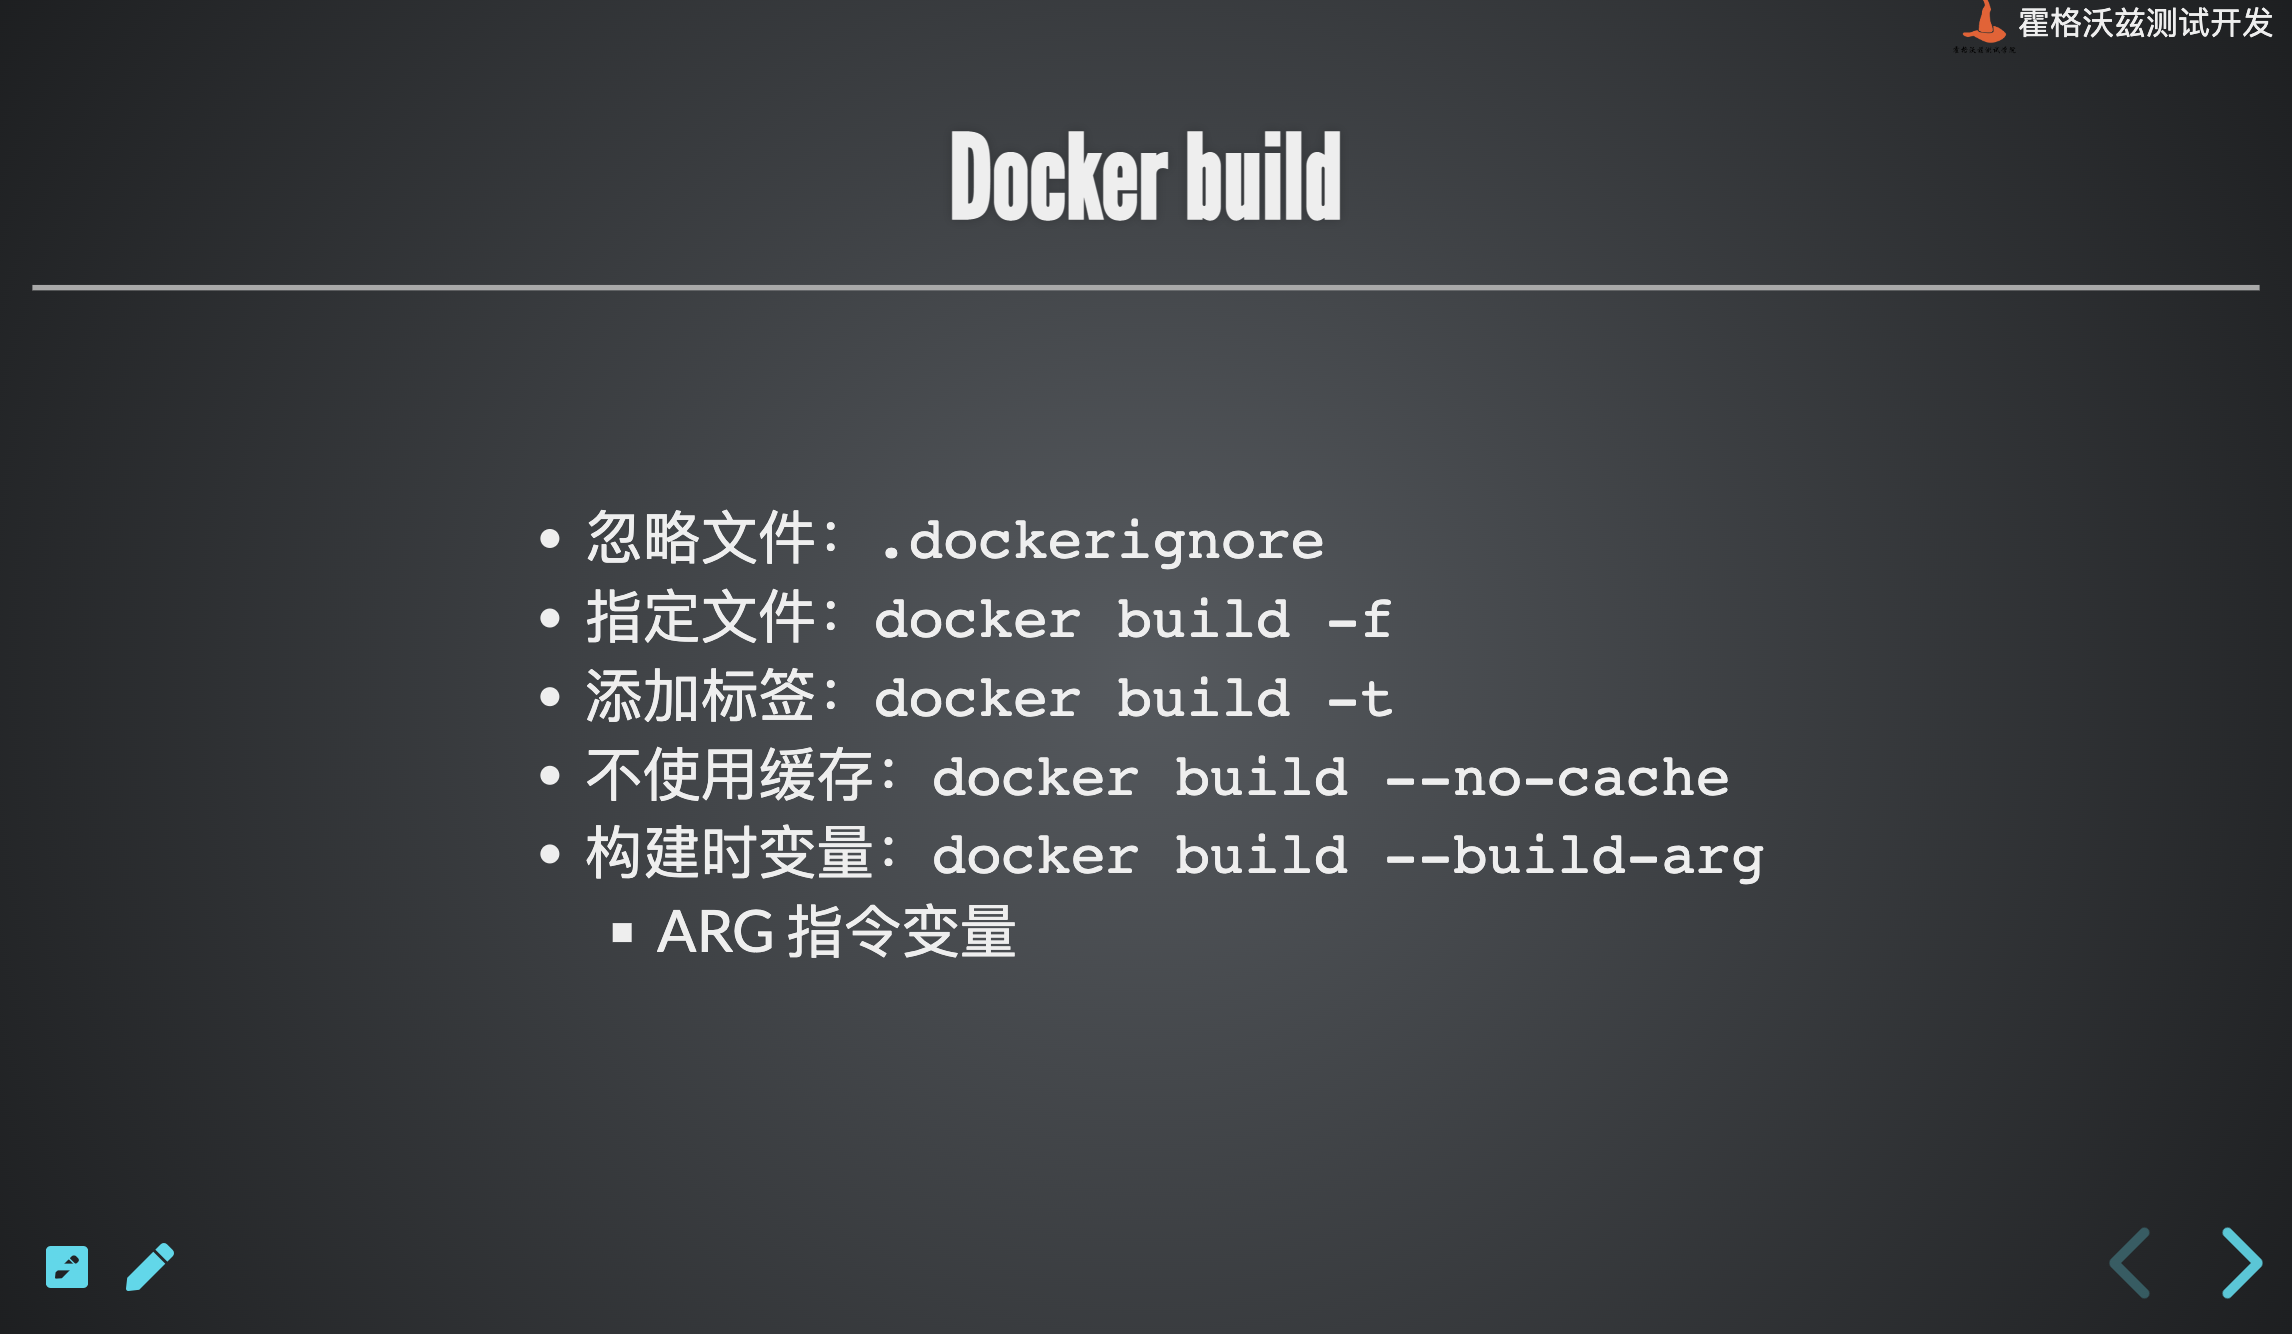 霍格沃兹测试开发
Docker build
忽略文件：.dockerignore
指定文件：docker build -f
添加标签：docker build -t
不使用缓存：docker build --no-cache
构建时变量：docker build --build-arg
ARG 指令变量